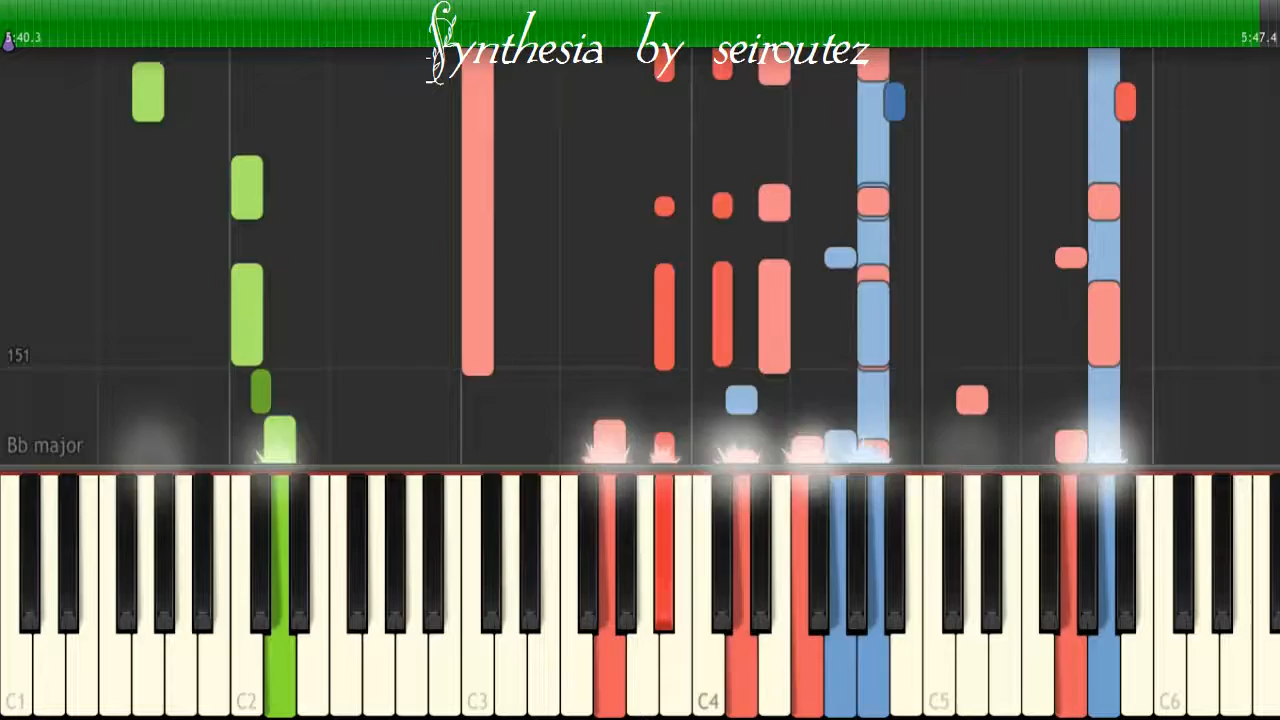 Synthesia by seiroutez
5:40.3
5:47.4
151
Bb major
C1
C2
C3
C4
C5
C6